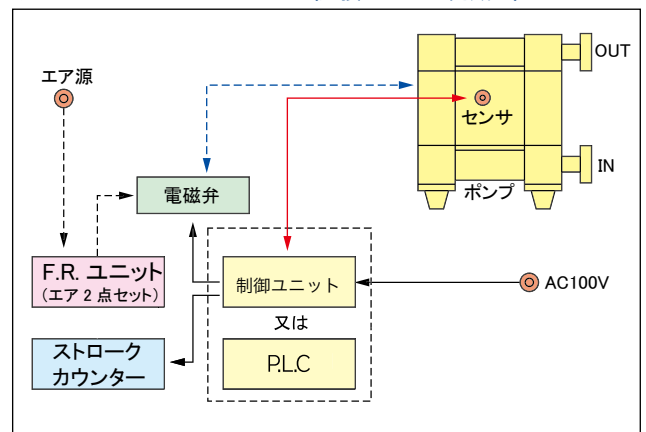 OUT
エア源
センサ
IN
ポンプ
電磁弁
F.R. ユニット
(エア 2 点セット)
制御ユニット
AC100V
又は
ストローク
カウンター
P.L.C